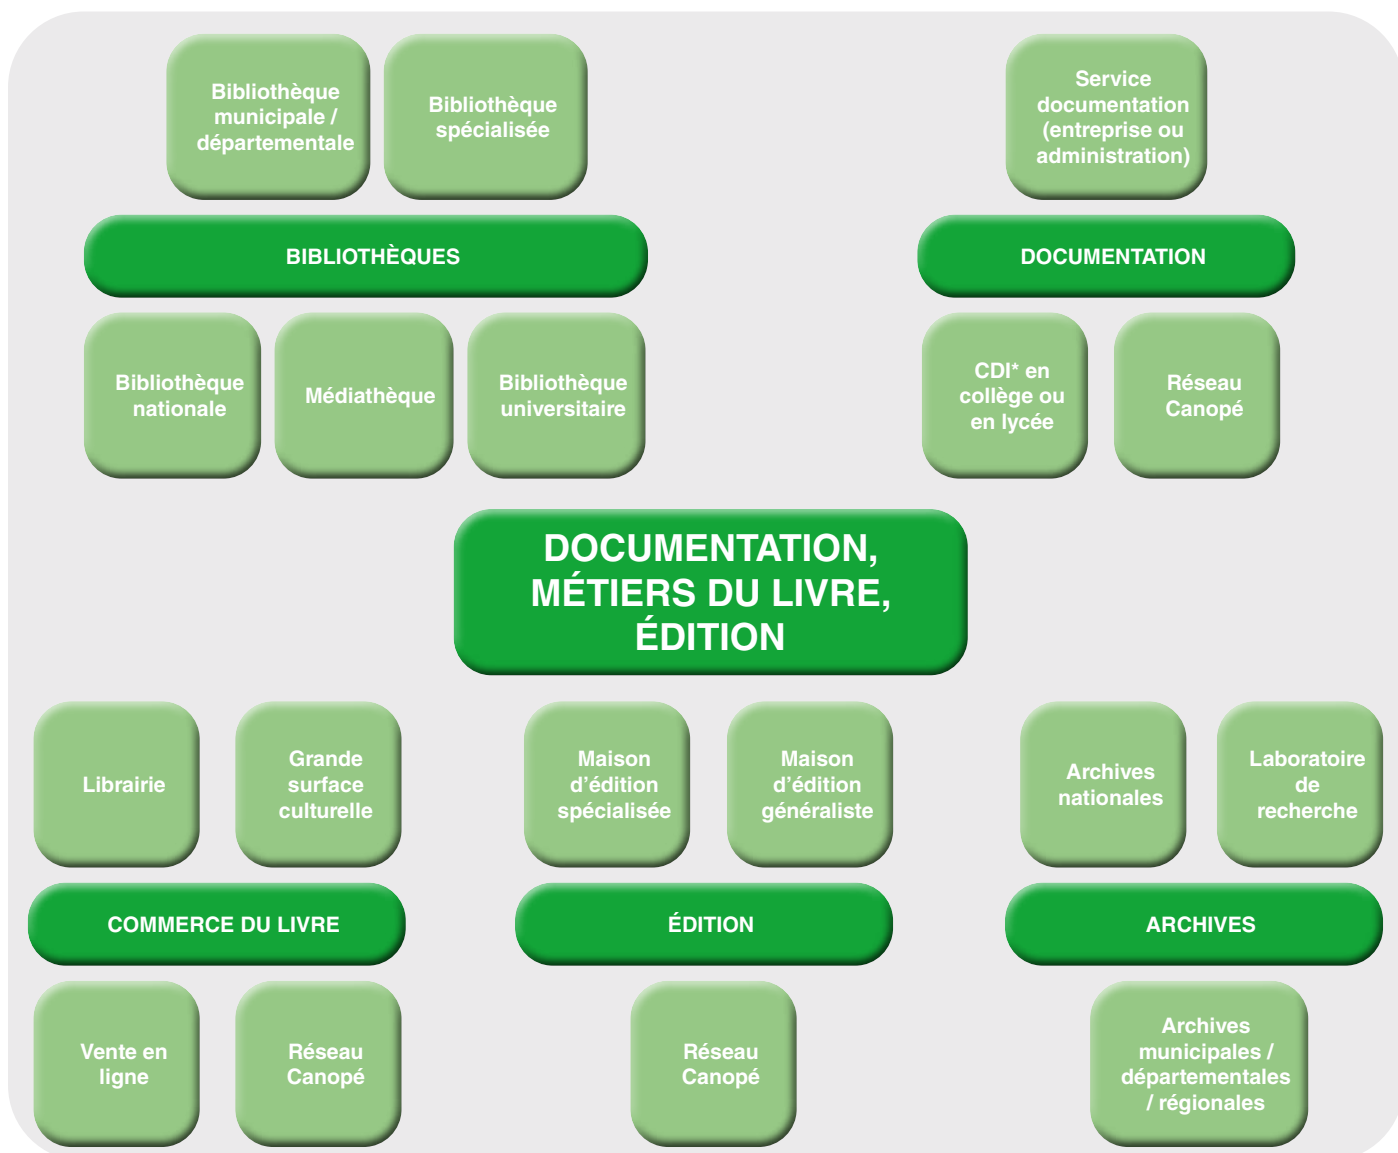 Bibliothèque
municipale /
départementale
Bibliothèque
spécialisée
Service
documentation
(entreprise ou
administration)
BIBLIOTHÈQUES
DOCUMENTATION
Bibliothèque
nationale
Médiathèque
Bibliothèque
universitaire
CDI* en
collège ou
en lycée
Réseau
Canopé
DOCUMENTATION,
MÉTIERS DU LIVRE,
ÉDITION
Librairie
Grande
surface
culturelle
Maison
d’édition
spécialisée
Maison
d’édition
généraliste
Archives
nationales
Laboratoire
de
recherche
COMMERCE DU LIVRE
ÉDITION
ARCHIVES
Vente en
ligne
Réseau
Canopé
Réseau
Canopé
Archives
municipales /
départementales
/ régionales